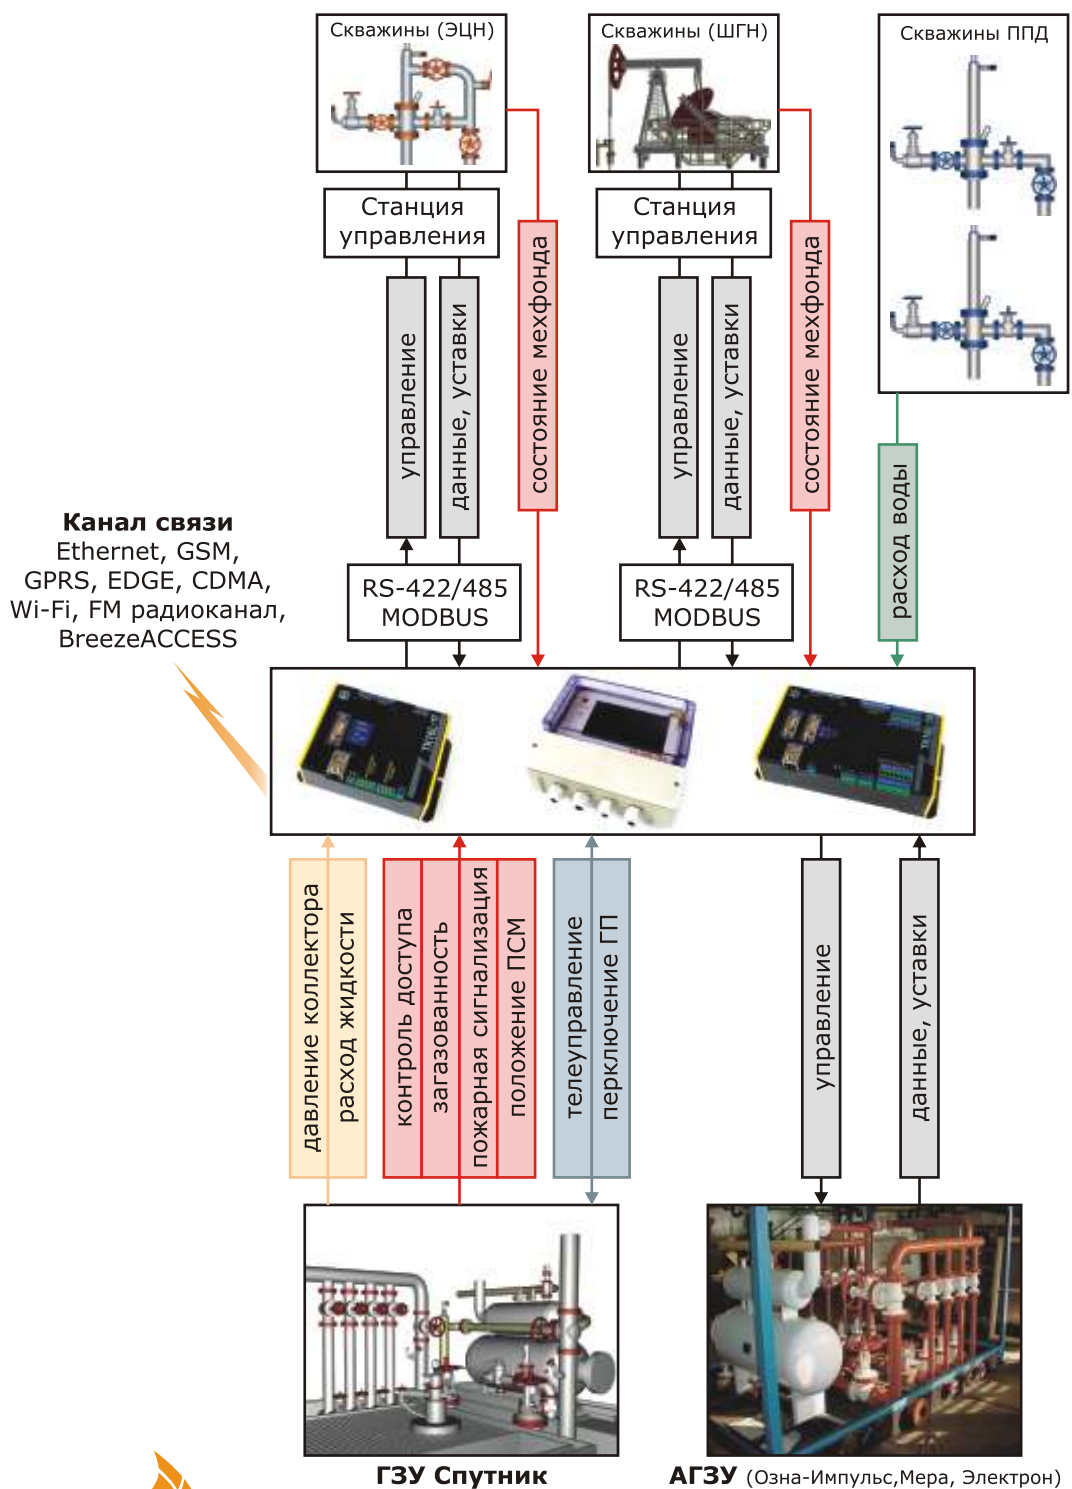 Скважины (ЭЦН)
Скважины (ШГН)
Скважины ППД
Станция
управления
Станция
управления
управление
данные, уставки
состояние мехфонда
управление
данные, уставки
состояние мехфонда
расход воды
Канал связи
Ethernet, GSM,
GPRS, EDGE, CDMA,
Wi-Fi, FM радиоканал,
BreezeACCESS
RS-422/485
MODBUS
RS-422/485
MODBUS
давление коллектора
расход жидкости
контроль доступа
загазованность
пожарная сигнализация
положение ПСМ
телеуправление
перключение ГП
управление
данные, уставки
ГЗУ Спутник
АГЗУ (Озна-Импульс,Мера, Электрон)